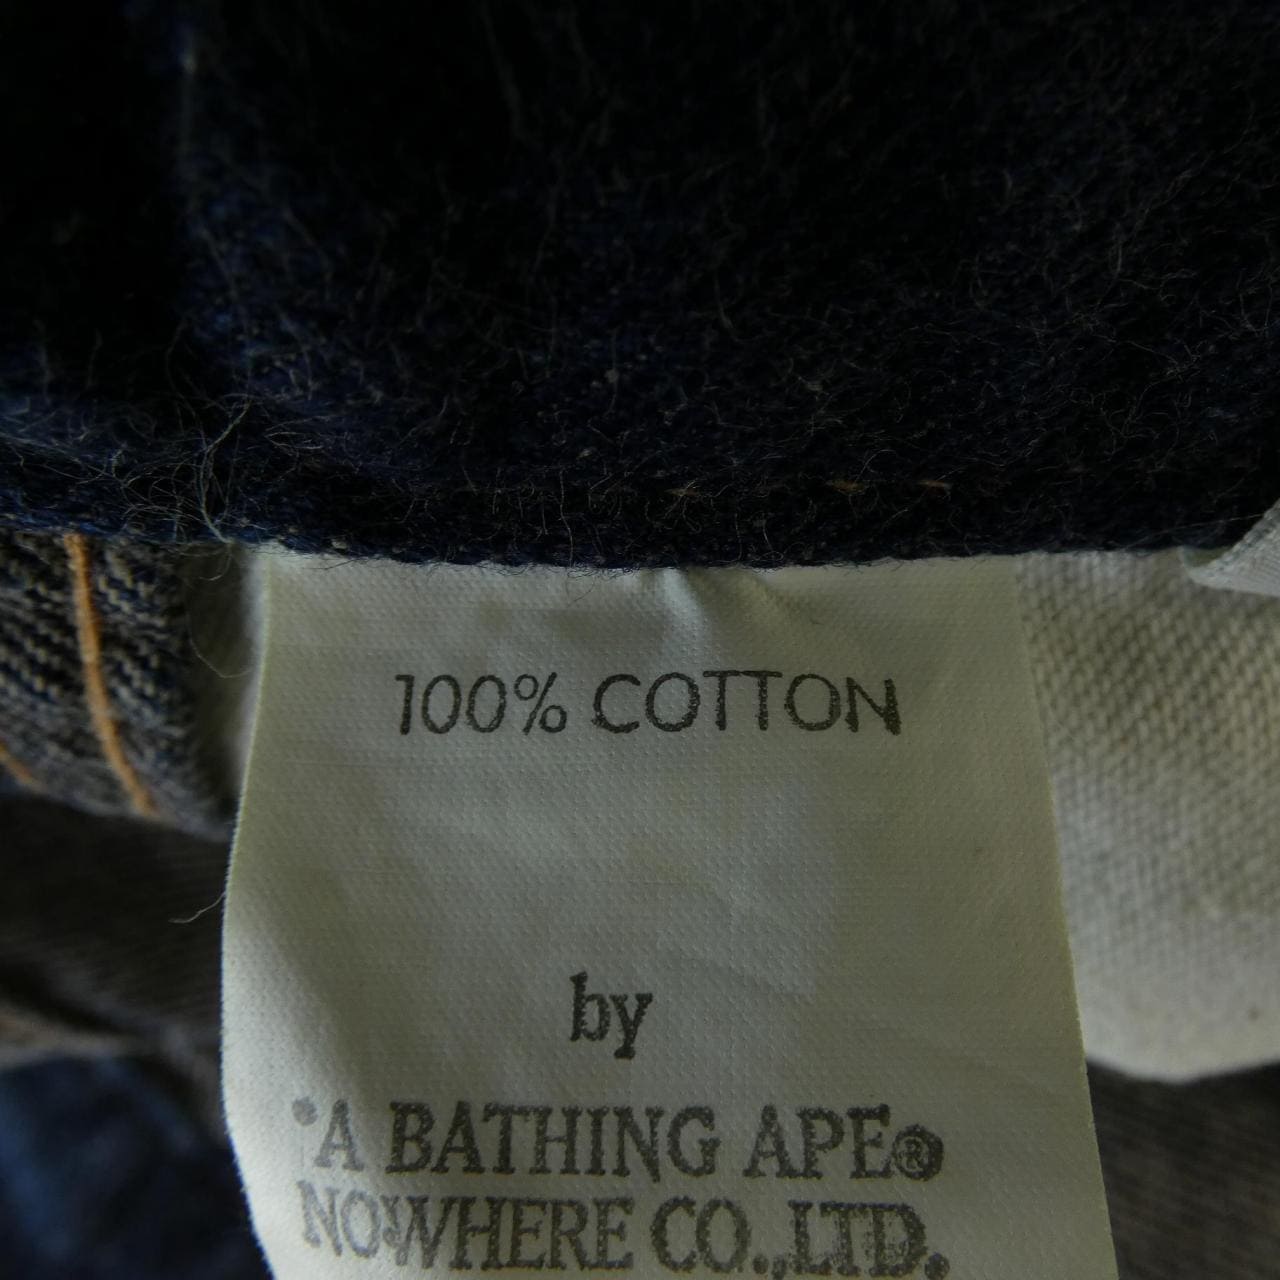 100% COTTON
by
°A BATHING APE®
NOWHERE CO.,LTD.